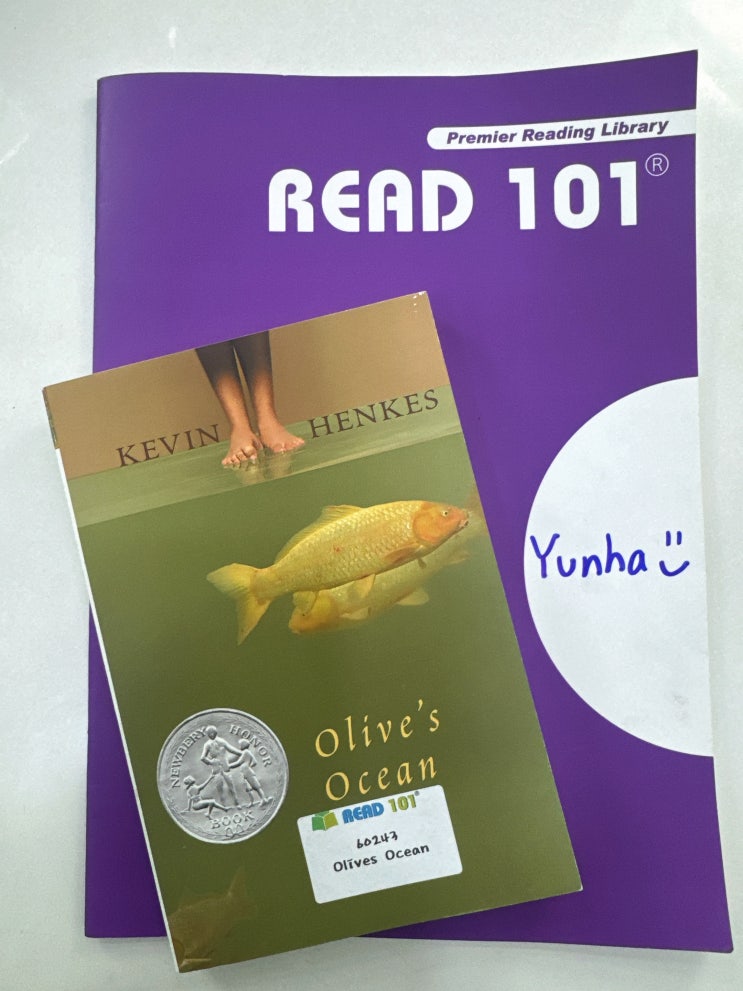 Premier Reading Library
READ 101®
Yunha
KEVIN HENKES
NEWBERY HONOR
BOOK
Olive's
Ocean
READ 101
60243
Olives Ocean